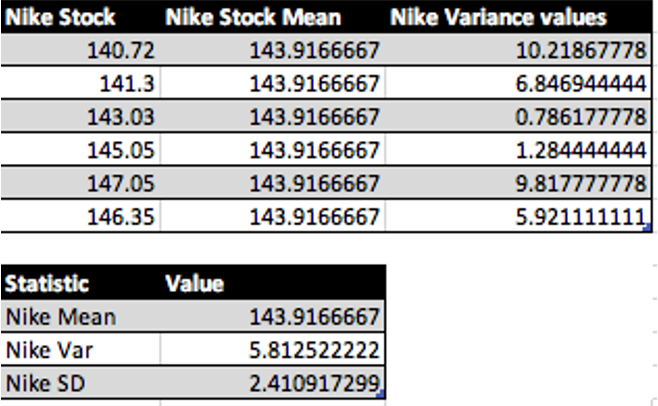 Nike Stock Nike Stock Mean Nike Variance values
140.72 143.9166667 10.21867778
141.3 143.9166667 6.846944444
143.03 143.9166667 0.786177778
145.05 143.9166667 1.284444444
147.05 143.9166667 9.817777778
146.35 143.9166667 5.921111111
Statistic Value
Nike Mean 143.9166667
Nike Var 5.812522222
Nike SD 2.410917299